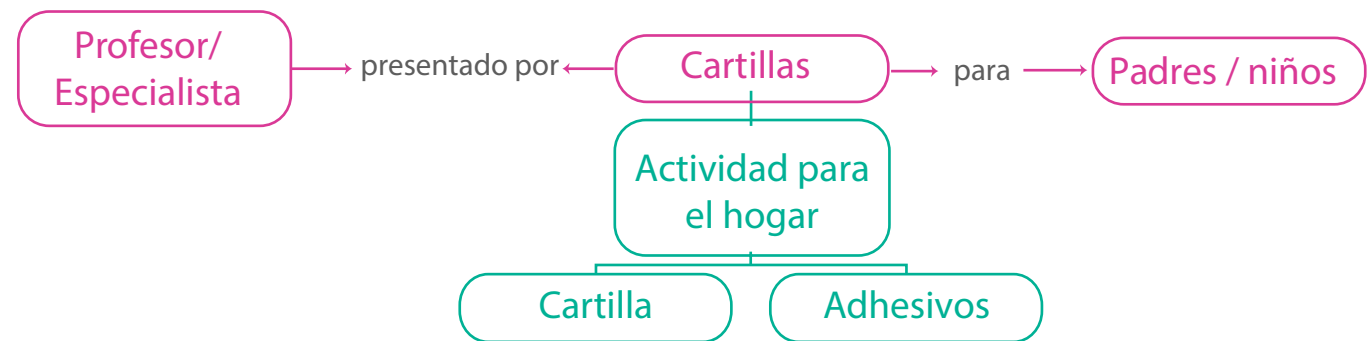 Profesor/
Especialista
presentado por
Cartillas
para
Padres / niños
Actividad para
el hogar
Cartilla
Adhesivos